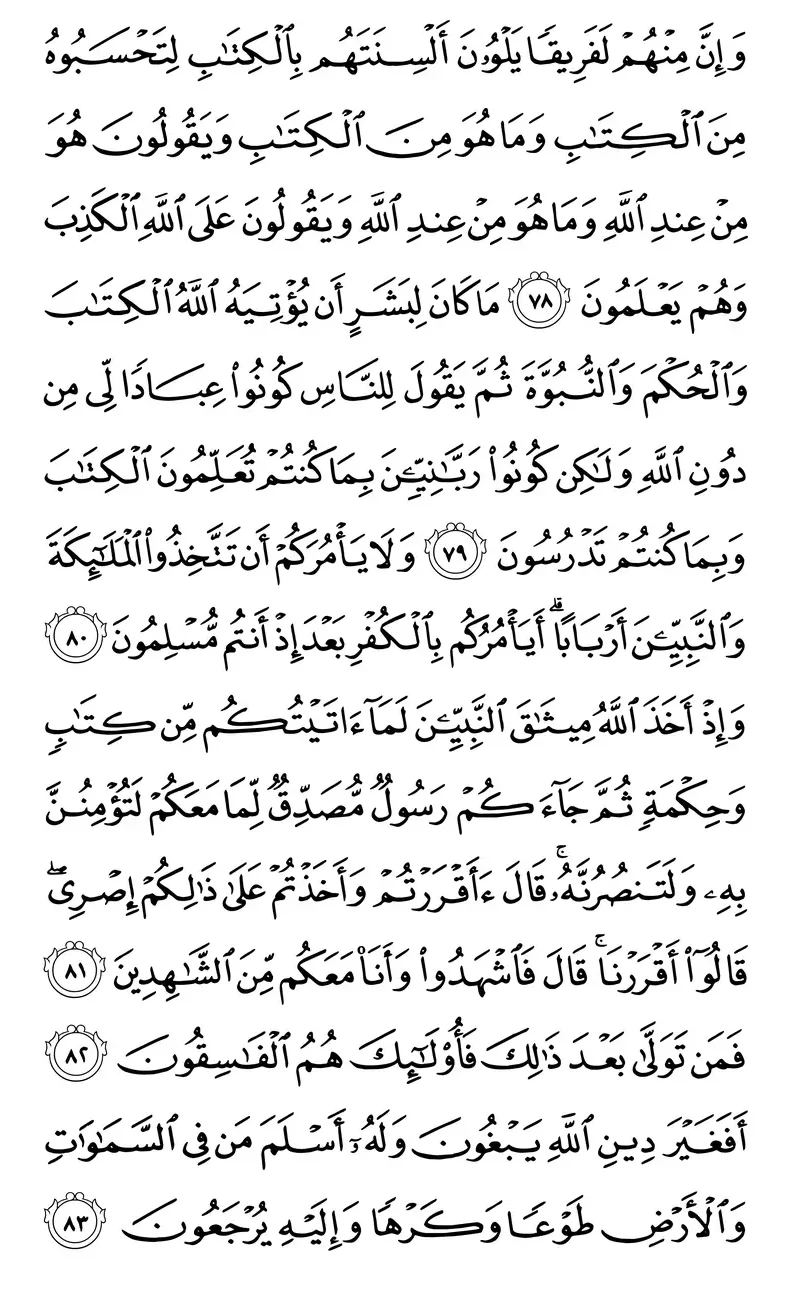 وَإِنَّ مِنْهُمْ لَفَرِيقًا يَلْوُۥنَ أَلْسِنَتَهُم بِٱلْكِتَٰبِ لِتَحْسَبُوهُ
مِنَ ٱلْكِتَٰبِ وَمَا هُوَ مِنَ ٱلْكِتَٰبِ وَيَقُولُونَ هُوَ
مِنْ عِندِ ٱللَّهِ وَمَا هُوَ مِنْ عِندِ ٱللَّهِ وَيَقُولُونَ عَلَى ٱللَّهِ ٱلْكَذِبَ
وَهُمْ يَعْلَمُونَ ٧٨ مَا كَانَ لِبَشَرٍ أَن يُؤْتِيَهُ ٱللَّهُ ٱلْكِتَٰبَ
وَٱلْحُكْمَ وَٱلنُّبُوَّةَ ثُمَّ يَقُولَ لِلنَّاسِ كُونُوا۟ عِبَادًا لِّى مِن
دُونِ ٱللَّهِ وَلَٰكِن كُونُوا۟ رَبَّٰنِيِّۦنَ بِمَا كُنتُمْ تُعَلِّمُونَ ٱلْكِتَٰبَ
وَبِمَا كُنتُمْ تَدْرُسُونَ ٧٩ وَلَا يَأْمُرَكُمْ أَن تَتَّخِذُوا۟ ٱلْمَلَٰٓئِكَةَ
وَٱلنَّبِيِّۦنَ أَرْبَابًا ۗ أَيَأْمُرُكُم بِٱلْكُفْرِ بَعْدَ إِذْ أَنتُم مُّسْلِمُونَ ٨٠
وَإِذْ أَخَذَ ٱللَّهُ مِيثَٰقَ ٱلنَّبِيِّۦنَ لَمَآ ءَاتَيْتُكُم مِّن كِتَٰبٍ
وَحِكْمَةٍ ثُمَّ جَآءَكُمْ رَسُولٌ مُّصَدِّقٌ لِّمَا مَعَكُمْ لَتُؤْمِنُنَّ
بِهِۦ وَلَتَنصُرُنَّهُۥ ۚ قَالَ ءَأَقْرَرْتُمْ وَأَخَذْتُمْ عَلَىٰ ذَٰلِكُمْ إِصْرِى ۖ
قَالُوٓا۟ أَقْرَرْنَا ۚ قَالَ فَٱشْهَدُوا۟ وَأَنَا۠ مَعَكُم مِّنَ ٱلشَّٰهِدِينَ ٨١
فَمَن تَوَلَّىٰ بَعْدَ ذَٰلِكَ فَأُو۟لَٰٓئِكَ هُمُ ٱلْفَٰسِقُونَ ٨٢
أَفَغَيْرَ دِينِ ٱللَّهِ يَبْغُونَ وَلَهُۥٓ أَسْلَمَ مَن فِى ٱلسَّمَٰوَٰتِ
وَٱلْأَرْضِ طَوْعًا وَكَرْهًا وَإِلَيْهِ يُرْجَعُونَ ٨٣